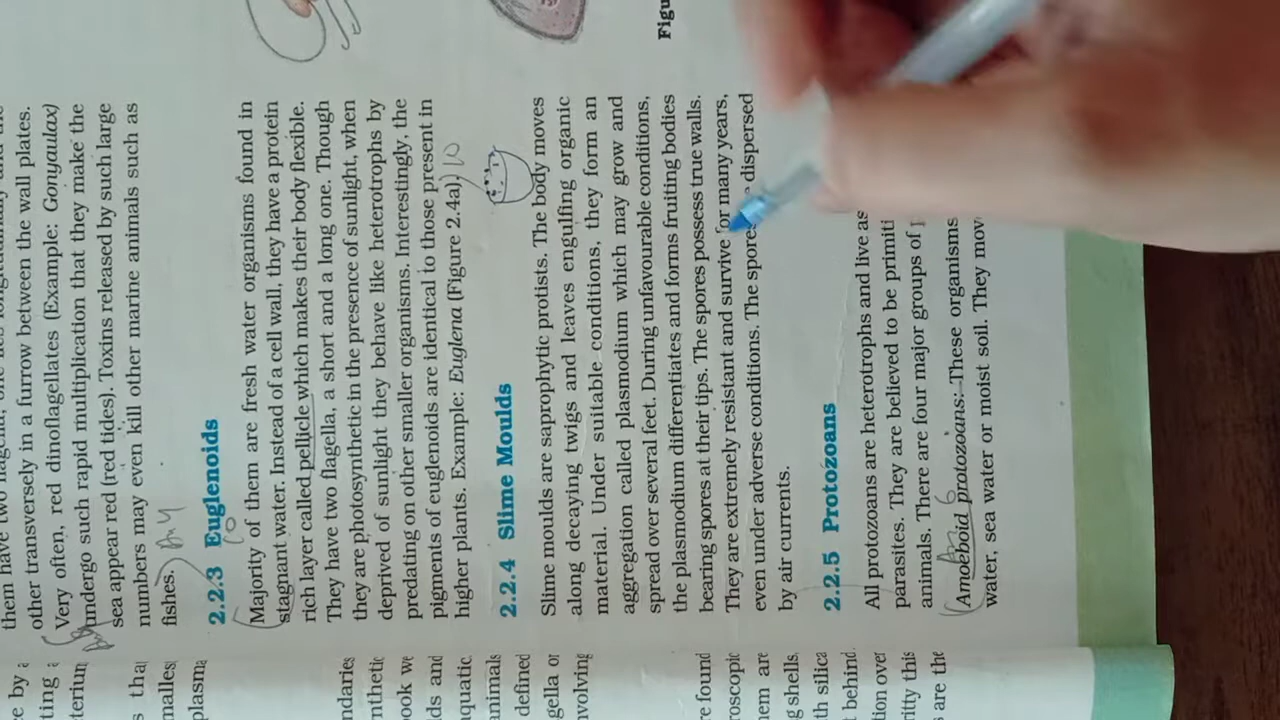 other transversely in a furrow between the wall plates.
Very often, red dinoflagellates (Example: Gonyaulax)
undergo such rapid multiplication that they make the
sea appear red (red tides). Toxins released by such large
numbers may even kill other marine animals such as
fishes.
2.2.3 Euglenoids
Majority of them are fresh water organisms found in
stagnant water. Instead of a cell wall, they have a protein
rich layer called pellicle which makes their body flexible.
They have two flagella, a short and a long one. Though
they are photosynthetic in the presence of sunlight, when
deprived of sunlight they behave like heterotrophs by
predating on other smaller organisms. Interestingly, the
pigments of euglenoids are identical to those present in
higher plants. Example: Euglena (Figure 2.4a).
2.2.4 Slime Moulds
Slime moulds are saprophytic protists. The body moves
along decaying twigs and leaves engulfing organic
material. Under suitable conditions, they form an
aggregation called plasmodium which may grow and
spread over several feet. During unfavourable conditions,
the plasmodium differentiates and forms fruiting bodies
bearing spores at their tips. The spores possess true walls.
They are extremely resistant and survive for many years,
even under adverse conditions. The spores dispersed
by air currents.
2.2.5 Protozoans
All protozoans are heterotrophs and live as
parasites. They are believed to be
animals. There are four major groups of
Amoeboid protozoans: These organisms
water, sea water or moist soil. They